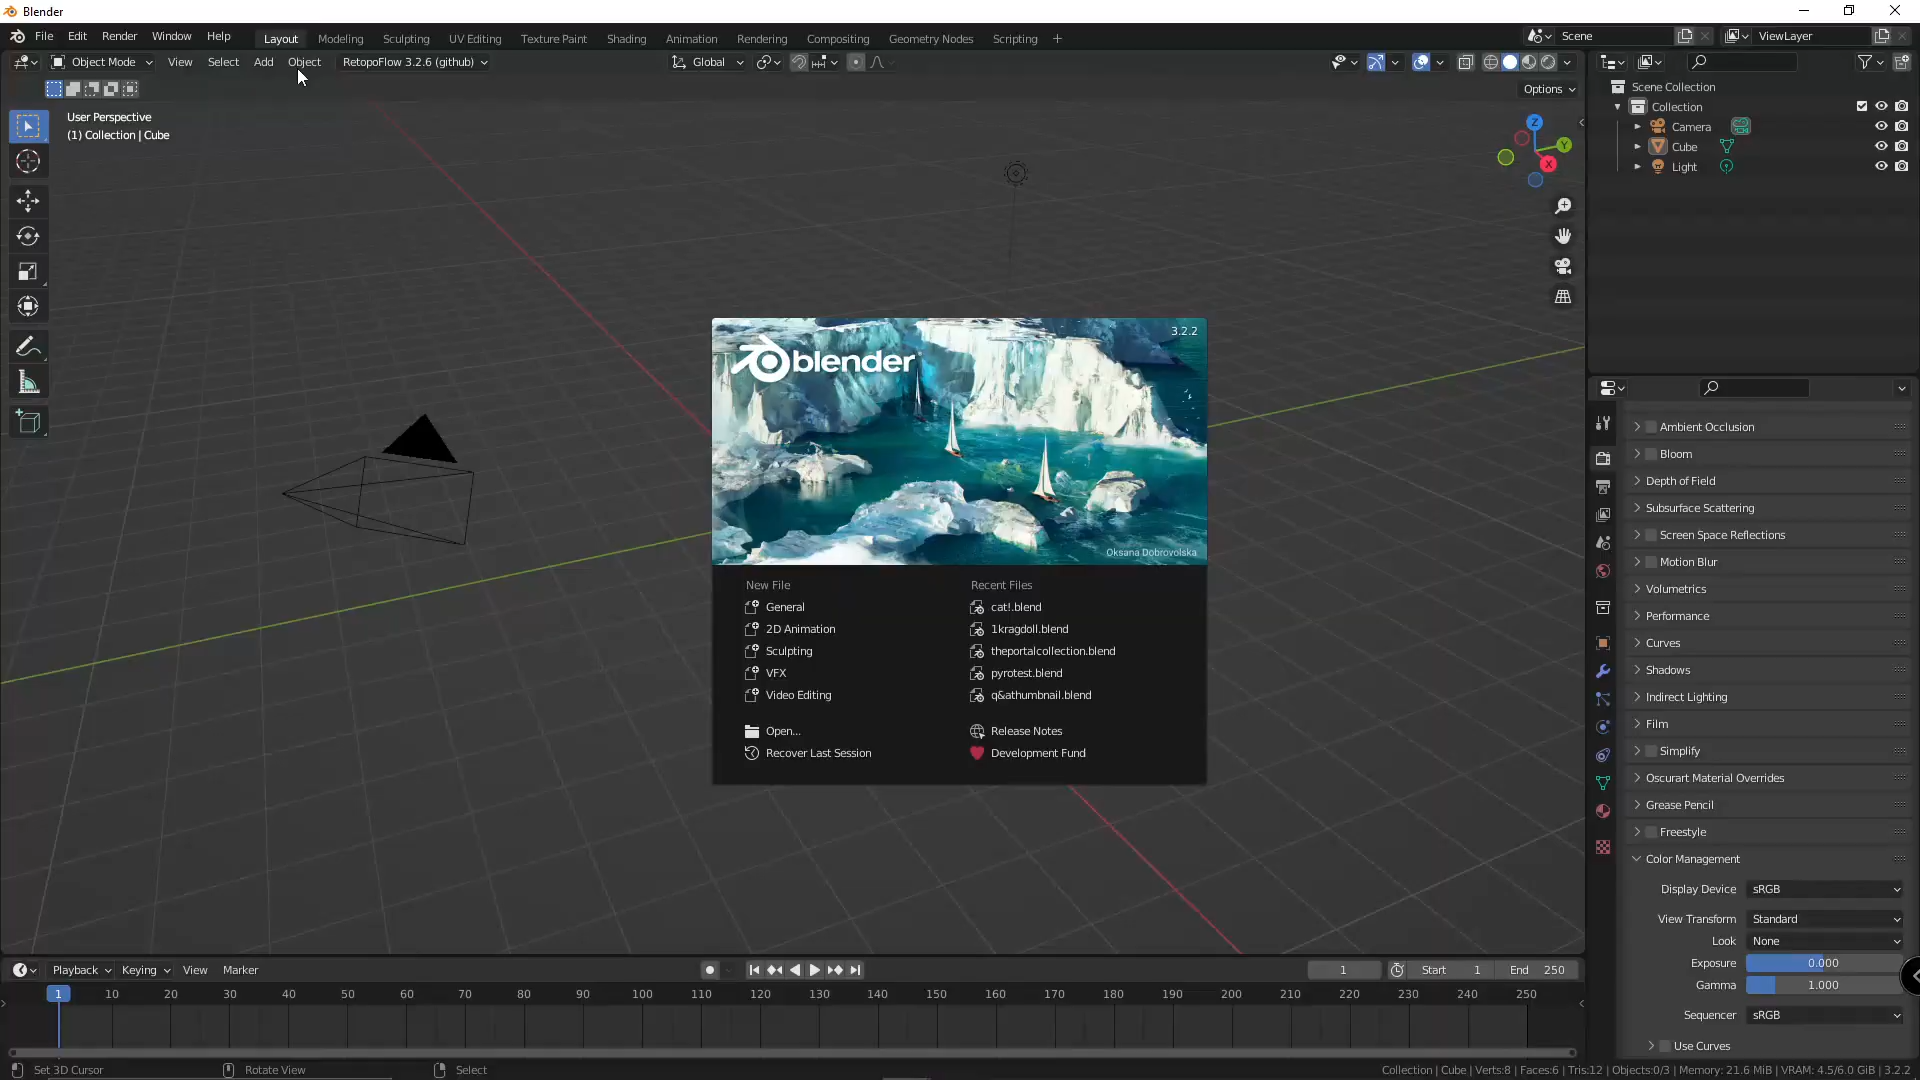 Blender
File Edit Render Window Help
Layout Modeling Sculpting UV Editing Texture Paint Shading Animation Rendering Compositing Geometry Nodes Scripting +
Scene
ViewLayer
Object Mode View Select Add Object RetopoFlow 3.2.6 (github)
Global
Options
User Perspective
(1) Collection | Cube
Z
Y
X
Scene Collection
Collection
Camera
Cube
Light
3.2.2
blender
Oksana Dobrovolska
New File
General
2D Animation
Sculpting
VFX
Video Editing
Open...
Recover Last Session
Recent Files
cat!.blend
1kragdoll.blend
theportalcollection.blend
pyrotest.blend
q&athumbnail.blend
Release Notes
Development Fund
Ambient Occlusion
Bloom
Depth of Field
Subsurface Scattering
Screen Space Reflections
Motion Blur
Volumetrics
Performance
Curves
Shadows
Indirect Lighting
Film
Simplify
Oscurart Material Overrides
Grease Pencil
Freestyle
Color Management
Display Device sRGB
View Transform Standard
Look None
Exposure 0.000
Gamma 1.000
Sequencer sRGB
Use Curves
Playback Keying View Marker
1 Start 1 End 250
1 10 20 30 40 50 60 70 80 90 100 110 120 130 140 150 160 170 180 190 200 210 220 230 240 250
Set 3D Cursor Rotate View Select
Collection | Cube | Verts:8 | Faces:6 | Tris:12 | Objects:0/3 | Memory: 21.6 MiB | VRAM: 4.5/6.0 GiB | 3.2.2